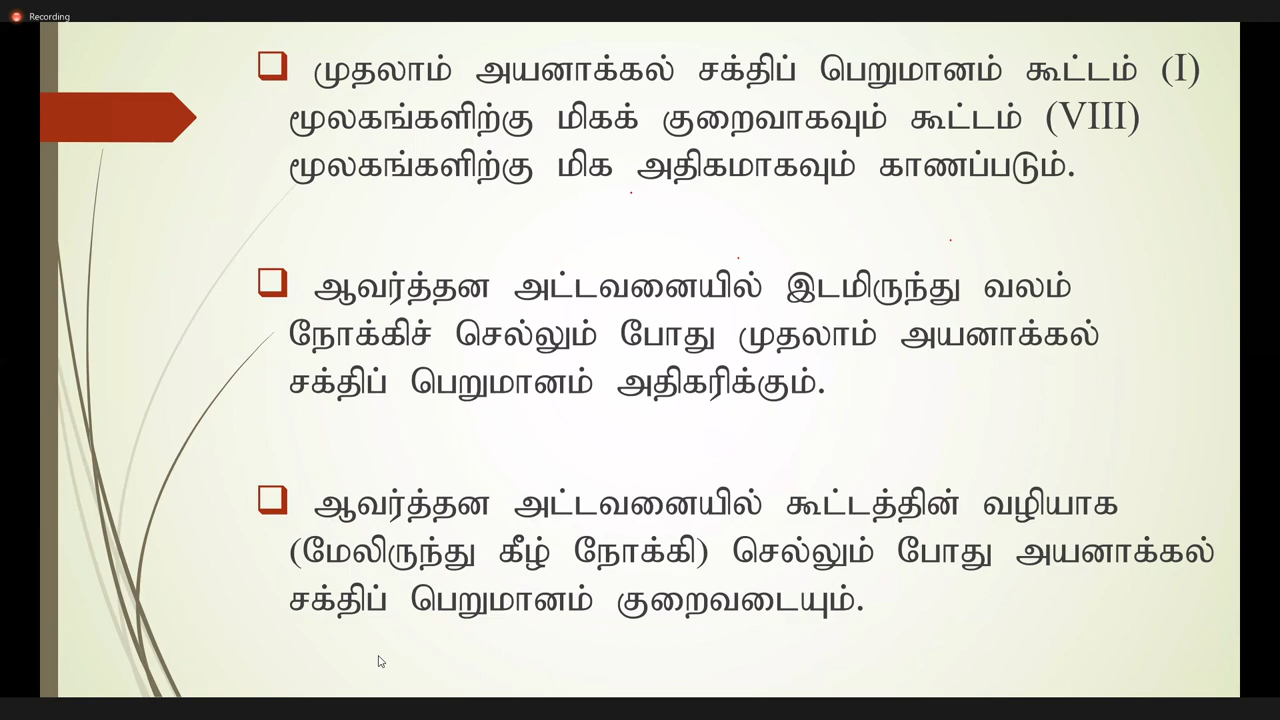 Recording
முதலாம் அயனாக்கல் சக்திப் பெறுமானம் கூட்டம் (I)
மூலகங்களிற்கு மிகக் குறைவாகவும் கூட்டம் (VIII)
மூலகங்களிற்கு மிக அதிகமாகவும் காணப்படும்.
ஆவர்த்தன அட்டவனையில் இடமிருந்து வலம்
நோக்கிச் செல்லும் போது முதலாம் அயனாக்கல்
சக்திப் பெறுமானம் அதிகரிக்கும்.
ஆவர்த்தன அட்டவனையில் கூட்டத்தின் வழியாக
(மேலிருந்து கீழ் நோக்கி) செல்லும் போது அயனாக்கல்
சக்திப் பெறுமானம் குறைவடையும்.